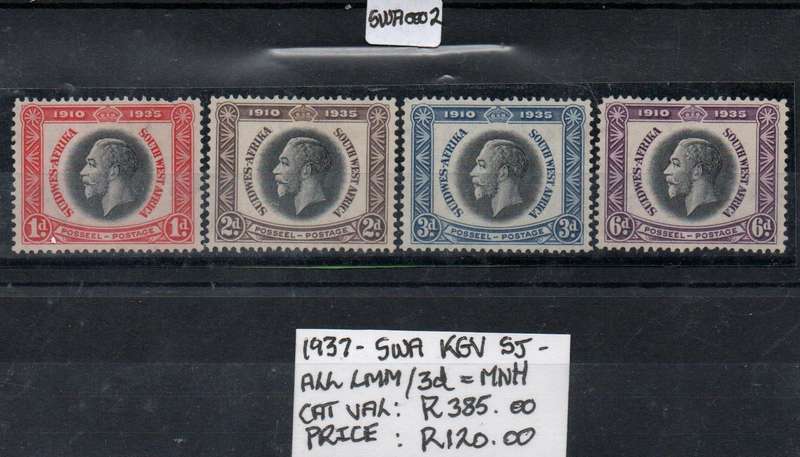 SWA0002
1910 1935
SUIDWES-AFRIKA SOUTH WEST AFRICA
1d POSSEEL-POSTAGE 1d.
1910 1935
SUIDWES-AFRIKA SOUTH WEST AFRICA
2d POSSEEL-POSTAGE 2d.
1910 1935
SUIDWES-AFRIKA SOUTH WEST AFRICA
3d POSSEEL-POSTAGE 3d.
1910 1935
SUIDWES-AFRIKA SOUTH WEST AFRICA
6d POSSEEL-POSTAGE 6d.
1937- SWA KGV SJ -
ALL LMM/3d = MNH
CAT VAL: R385.00
PRICE : R120.00